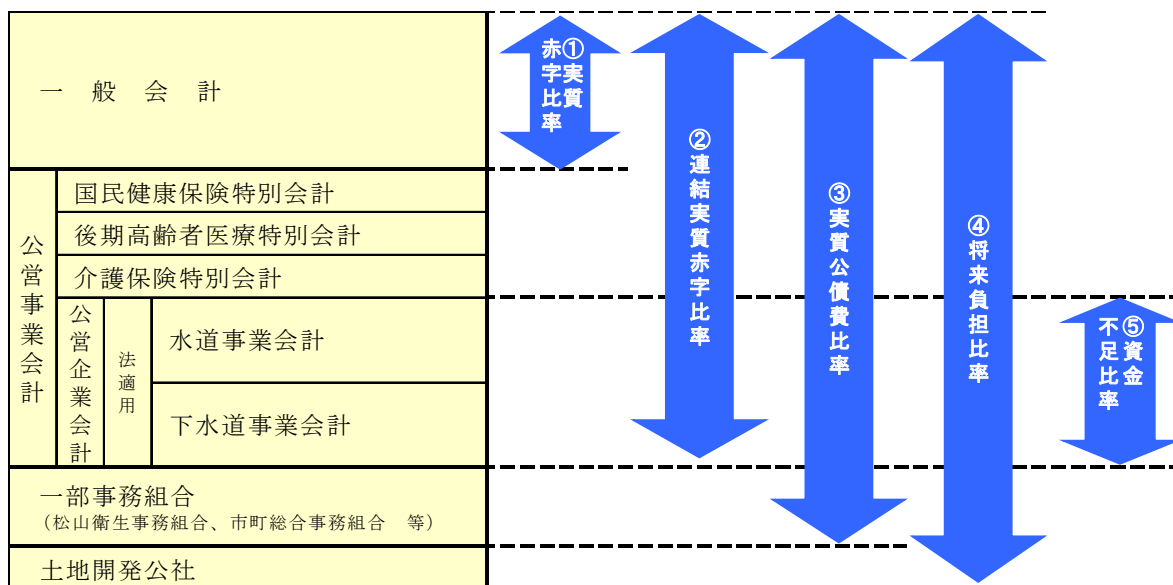 一般会計
公営事業会計
国民健康保険特別会計
後期高齢者医療特別会計
介護保険特別会計
公営企業会計
法適用
水道事業会計
下水道事業会計
一部事務組合
（松山衛生事務組合、市町総合事務組合　等）
土地開発公社
①実質
赤字比率
②連結実質赤字比率
③実質公債費比率
④将来負担比率
⑤資金
不足比率